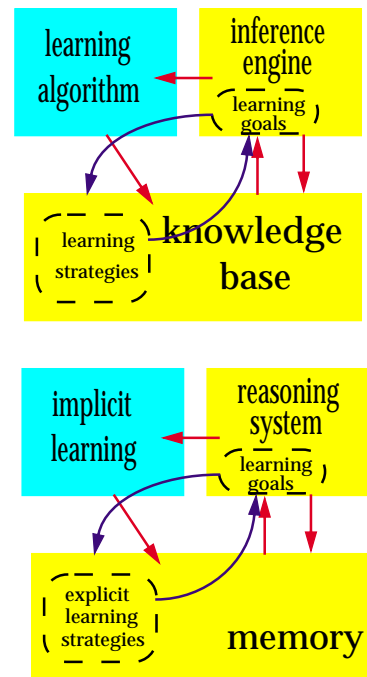 learning
algorithm
inference
engine
learning
goals
learning
strategies
knowledge
base
implicit
learning
reasoning
system
learning
goals
explicit
learning
strategies
memory